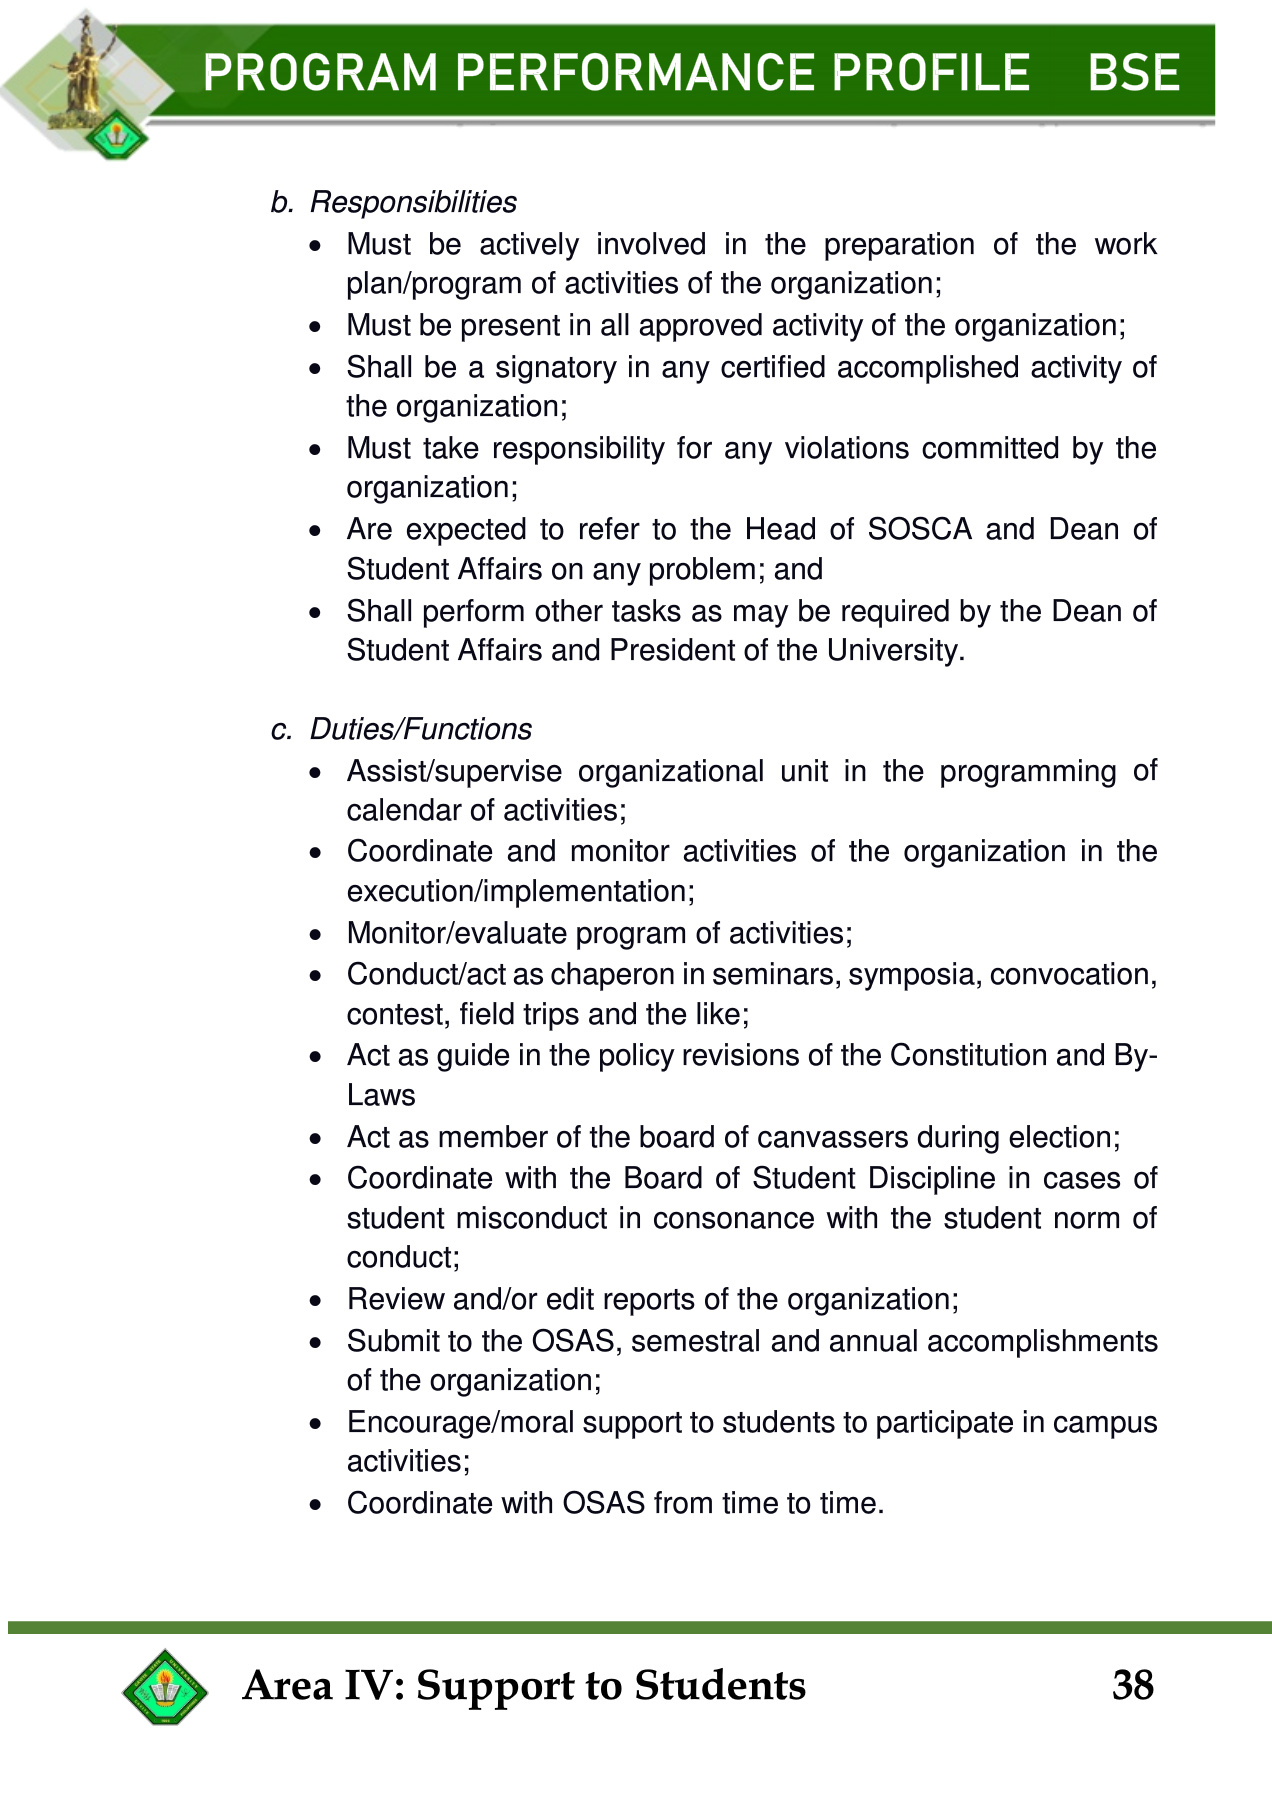 PROGRAM PERFORMANCE PROFILE BSE
b. Responsibilities
• Must be actively involved in the preparation of the work
plan/program of activities of the organization;
• Must be present in all approved activity of the organization;
• Shall be a signatory in any certified accomplished activity of
the organization;
• Must take responsibility for any violations committed by the
organization;
• Are expected to refer to the Head of SOSCA and Dean of
Student Affairs on any problem; and
• Shall perform other tasks as may be required by the Dean of
Student Affairs and President of the University.
c. Duties/Functions
• Assist/supervise organizational unit in the programming of
calendar of activities;
• Coordinate and monitor activities of the organization in the
execution/implementation;
• Monitor/evaluate program of activities;
• Conduct/act as chaperon in seminars, symposia, convocation,
contest, field trips and the like;
• Act as guide in the policy revisions of the Constitution and By-
Laws
• Act as member of the board of canvassers during election;
• Coordinate with the Board of Student Discipline in cases of
student misconduct in consonance with the student norm of
conduct;
• Review and/or edit reports of the organization;
• Submit to the OSAS, semestral and annual accomplishments
of the organization;
• Encourage/moral support to students to participate in campus
activities;
• Coordinate with OSAS from time to time.
Area IV: Support to Students 38